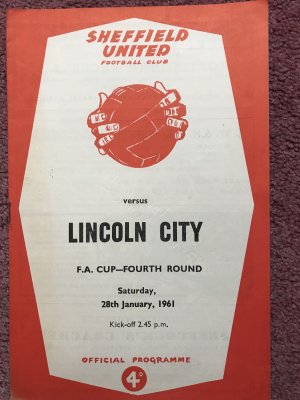 SHEFFIELD
UNITED
FOOTBALL CLUB
versus
LINCOLN CITY
F.A. CUP—FOURTH ROUND
Saturday,
28th January, 1961
Kick-off 2.45 p.m.
OFFICIAL PROGRAMME
4D